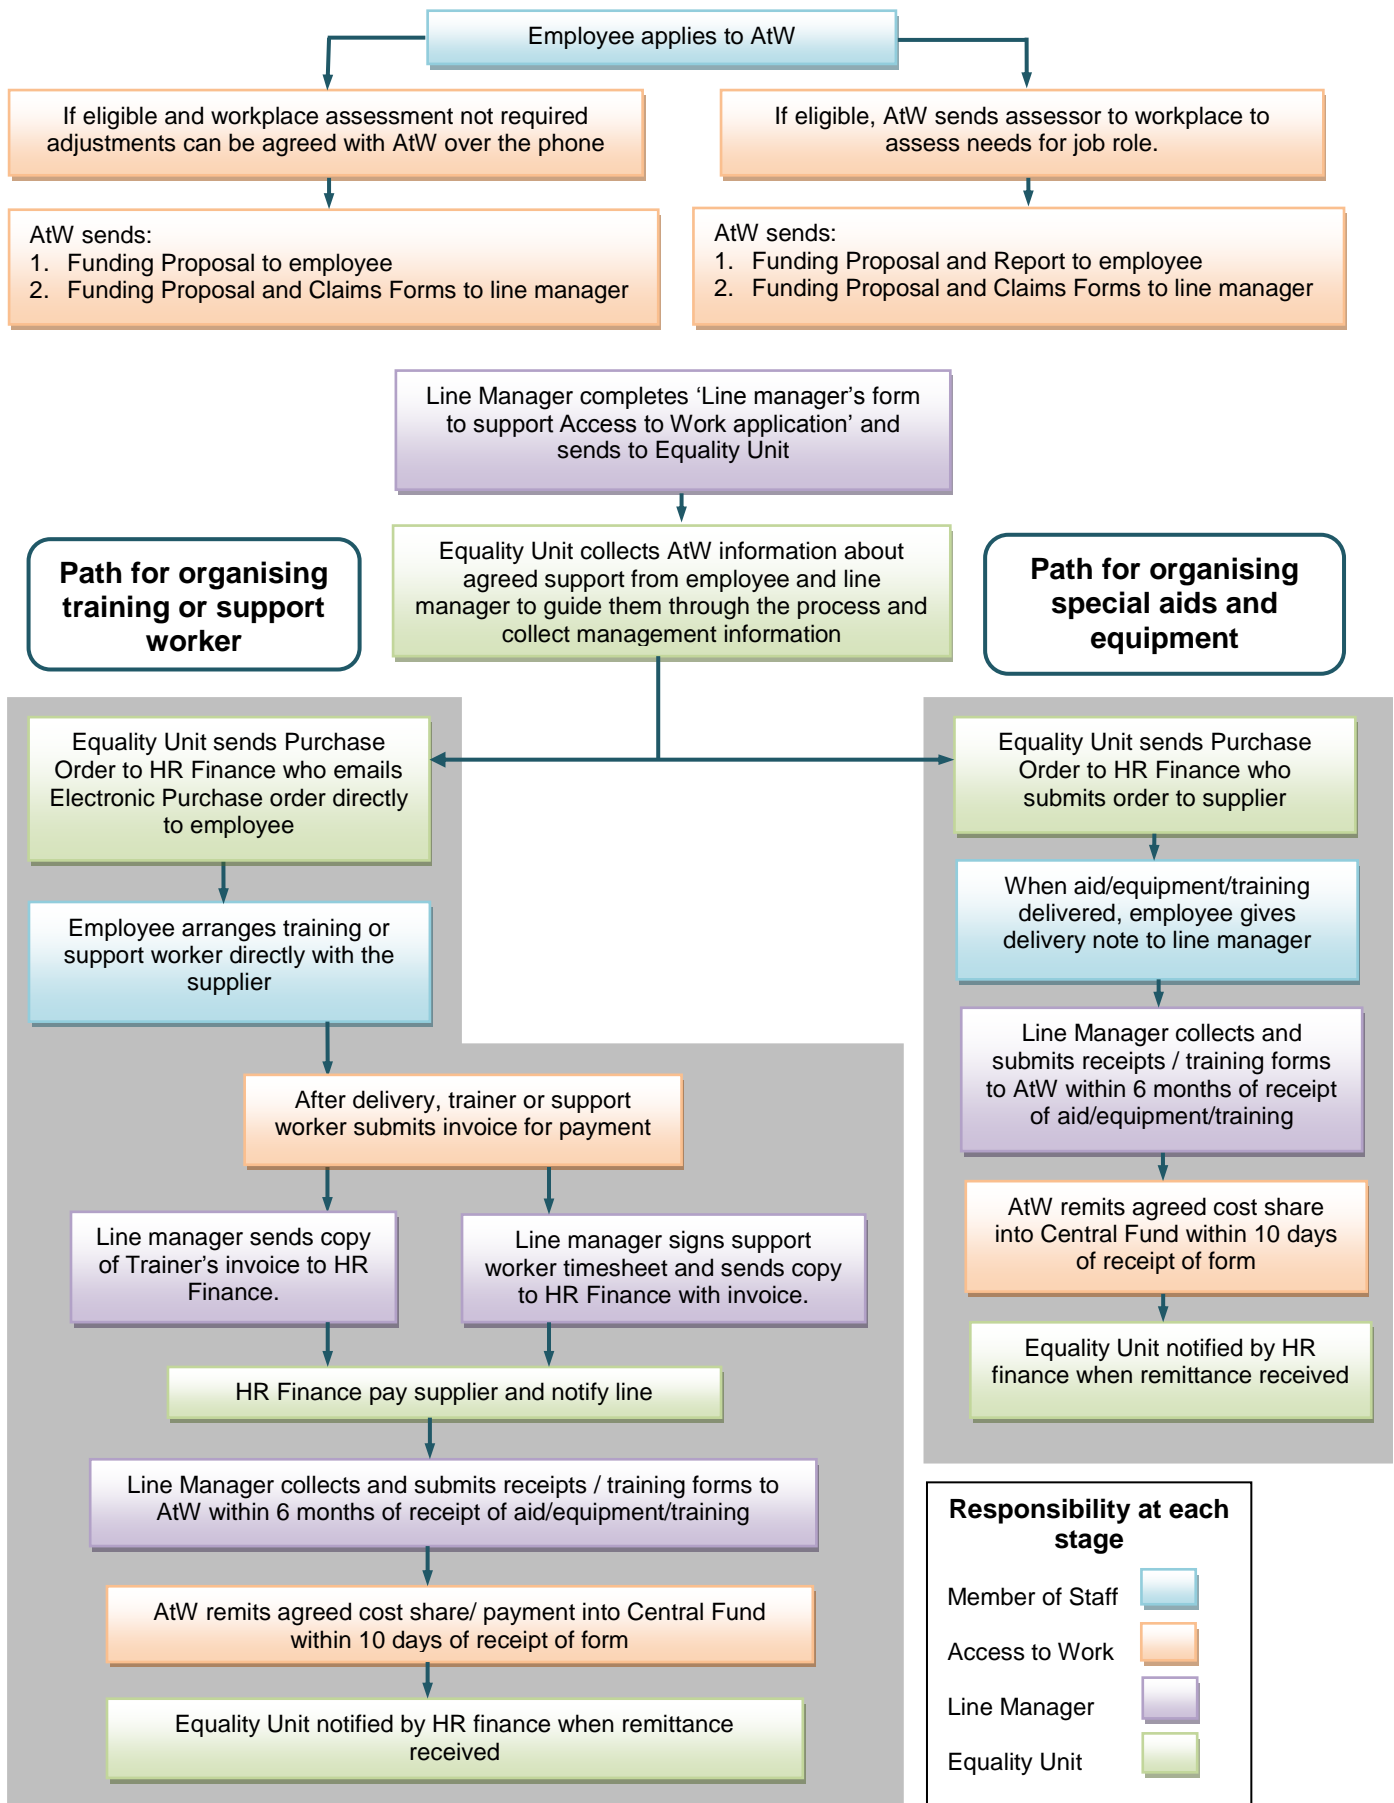 Employee applies to AtW
If eligible and workplace assessment not required
adjustments can be agreed with AtW over the phone
If eligible, AtW sends assessor to workplace to
assess needs for job role.
AtW sends:
1. Funding Proposal to employee
2. Funding Proposal and Claims Forms to line manager
AtW sends:
1. Funding Proposal and Report to employee
2. Funding Proposal and Claims Forms to line manager
Line Manager completes ‘Line manager’s form
to support Access to Work application’ and
sends to Equality Unit
Equality Unit collects AtW information about
agreed support from employee and line
manager to guide them through the process and
collect management information
Path for organising
training or support
worker
Path for organising
special aids and
equipment
Equality Unit sends Purchase
Order to HR Finance who emails
Electronic Purchase order directly
to employee
Employee arranges training or
support worker directly with the
supplier
After delivery, trainer or support
worker submits invoice for payment
Line manager sends copy
of Trainer’s invoice to HR
Finance.
Line manager signs support
worker timesheet and sends copy
to HR Finance with invoice.
HR Finance pay supplier and notify line
Line Manager collects and submits receipts / training forms to
AtW within 6 months of receipt of aid/equipment/training
AtW remits agreed cost share/ payment into Central Fund
within 10 days of receipt of form
Equality Unit notified by HR finance when remittance
received
Equality Unit sends Purchase
Order to HR Finance who
submits order to supplier
When aid/equipment/training
delivered, employee gives
delivery note to line manager
Line Manager collects and
submits receipts / training forms
to AtW within 6 months of receipt
of aid/equipment/training
AtW remits agreed cost share
into Central Fund within 10 days
of receipt of form
Equality Unit notified by HR
finance when remittance received
Responsibility at each
stage
Member of Staff
Access to Work
Line Manager
Equality Unit